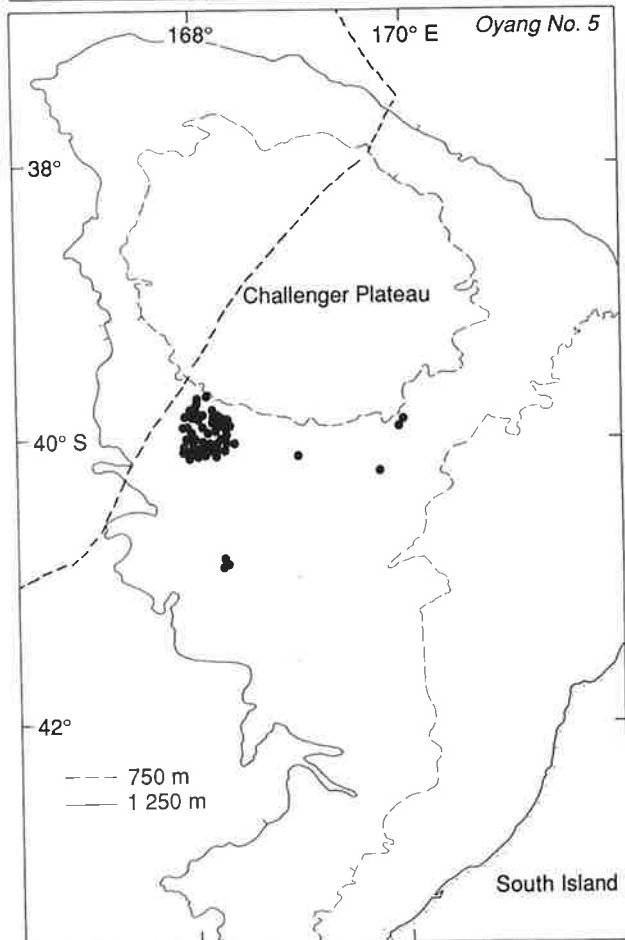 168° 170° E Oyang No. 5
38°
Challenger Plateau
40° S
42°
750 m
1 250 m
South Island